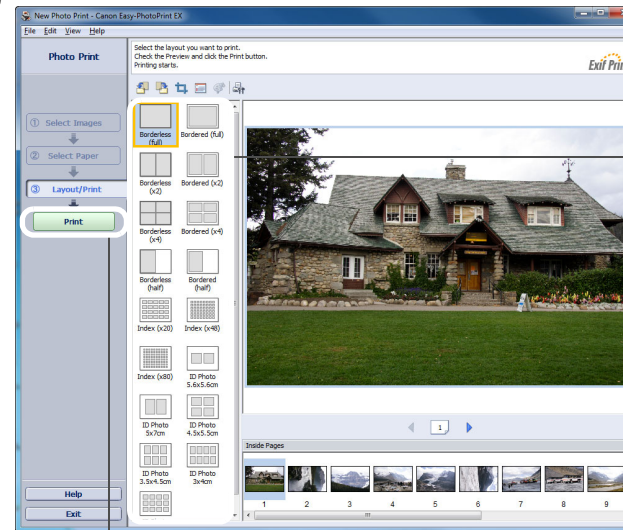 New Photo Print - Canon Easy-PhotoPrint EX
File Edit View Help
Photo Print
Select the layout you want to print.
Check the Preview and click the Print button.
Printing starts.
Exif Prin
① Select Images
② Select Paper
③ Layout/Print
Print
Borderless (full)
Bordered (full)
Borderless (x2)
Bordered (x2)
Borderless (x4)
Bordered (x4)
Borderless (half)
Bordered (half)
Index (x20)
Index (x48)
Index (x80)
ID Photo 5.6x5.6cm
ID Photo 5x7cm
ID Photo 4.5x5.5cm
ID Photo 3.5x4.5cm
ID Photo 3x4cm
1
Inside Pages
1 2 3 4 5 6 7 8 9
Help
Exit